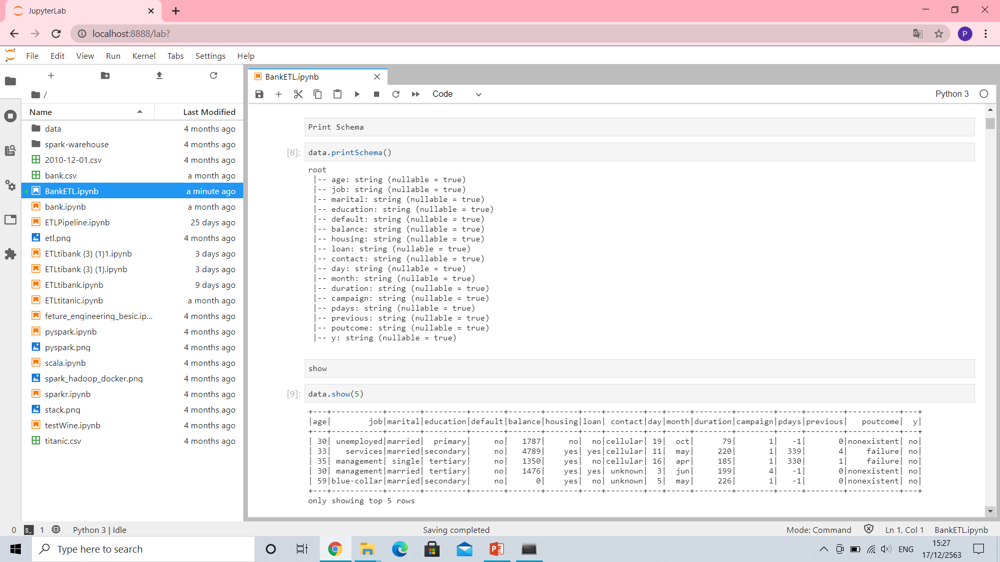 JupyterLab
localhost:8888/lab?
P
File Edit View Run Kernel Tabs Settings Help
/
Name Last Modified
data 4 months ago
spark-warehouse 4 months ago
2010-12-01.csv 4 months ago
bank.csv a month ago
BankETL.ipynb a minute ago
bank.ipynb a month ago
ETLPipeline.ipynb 25 days ago
etl.png 4 months ago
ETLtibank (3) (1)1.ipynb 3 days ago
ETLtibank (3) (1).ipynb 3 days ago
ETLtibank.ipynb 9 days ago
ETLtitanic.ipynb a month ago
feture_engineering_besic.ip... 4 months ago
pyspark.ipynb 4 months ago
pyspark.png 4 months ago
scala.ipynb 4 months ago
spark_hadoop_docker.png 4 months ago
sparkr.ipynb 4 months ago
stack.png 4 months ago
testWine.ipynb 4 months ago
titanic.csv 4 months ago
BankETL.ipynb
Code Python 3
Print Schema
[8]: data.printSchema()
root
|-- age: string (nullable = true)
|-- job: string (nullable = true)
|-- marital: string (nullable = true)
|-- education: string (nullable = true)
|-- default: string (nullable = true)
|-- balance: string (nullable = true)
|-- housing: string (nullable = true)
|-- loan: string (nullable = true)
|-- contact: string (nullable = true)
|-- day: string (nullable = true)
|-- month: string (nullable = true)
|-- duration: string (nullable = true)
|-- campaign: string (nullable = true)
|-- pdays: string (nullable = true)
|-- previous: string (nullable = true)
|-- poutcome: string (nullable = true)
|-- y: string (nullable = true)
show
[9]: data.show(5)
+---+-----------+-------+---------+-------+-------+-------+----+--------+---+-----+--------+--------+-----+--------+-----------+---+
|age|        job|marital|education|default|balance|housing|loan| contact|day|month|duration|campaign|pdays|previous|   poutcome|  y|
+---+-----------+-------+---------+-------+-------+-------+----+--------+---+-----+--------+--------+-----+--------+-----------+---+
| 30| unemployed|married|  primary|     no|   1787|     no|  no|cellular| 19|  oct|      79|       1|   -1|       0|nonexistent| no|
| 33|   services|married|secondary|     no|   4789|    yes| yes|cellular| 11|  may|     220|       1|  339|       4|    failure| no|
| 35| management| single| tertiary|     no|   1350|    yes|  no|cellular| 16|  apr|     185|       1|  330|       1|    failure| no|
| 30| management|married| tertiary|     no|   1476|    yes| yes| unknown|  3|  jun|     199|       4|   -1|       0|nonexistent| no|
| 59|blue-collar|married|secondary|     no|      0|    yes|  no| unknown|  5|  may|     226|       1|   -1|       0|nonexistent| no|
+---+-----------+-------+---------+-------+-------+-------+----+--------+---+-----+--------+--------+-----+--------+-----------+---+
only showing top 5 rows
0 $_ 1 Python 3 | Idle Saving completed Mode: Command Ln 1, Col 1 BankETL.ipynb
Type here to search ENG 15:27
17/12/2563